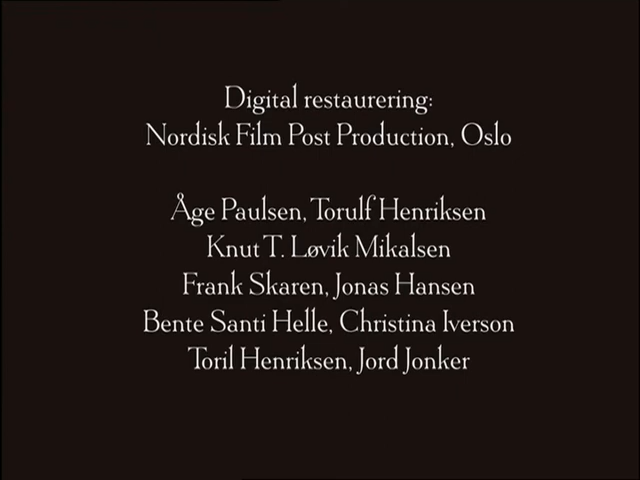 Digital restaurering:
Nordisk Film Post Production, Oslo
Åge Paulsen, Torulf Henriksen
Knut T. Løvik Mikalsen
Frank Skaren, Jonas Hansen
Bente Santi Helle, Christina Iverson
Toril Henriksen, Jord Jonker